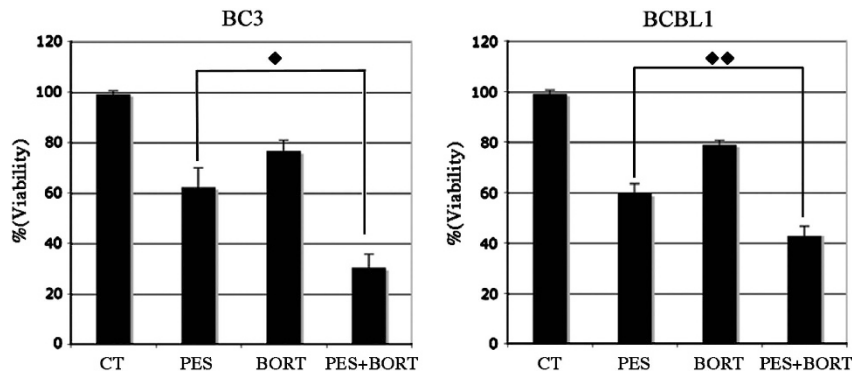 BC3
%(Viability)
120
100
80
60
40
20
0
CT PES BORT PES+BORT
BCBL1
%(Viability)
120
100
80
60
40
20
0
CT PES BORT PES+BORT